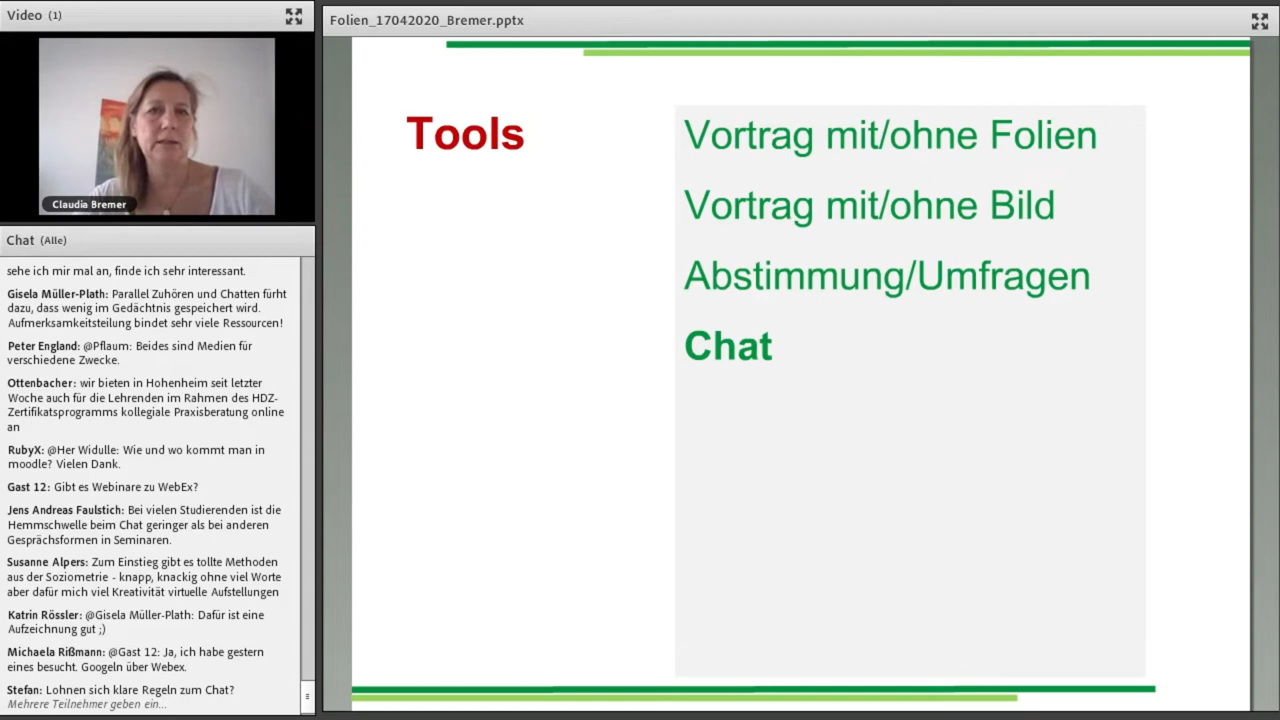 Video (1)
Claudia Bremer
Chat (Alle)
sehe ich mir mal an, finde ich sehr interessant.
Gisela Müller-Plath: Parallel Zuhören und Chatten fürht
dazu, dass wenig im Gedächtnis gespeichert wird.
Aufmerksamkeitsteilung bindet sehr viele Ressourcen!
Peter England: @Pflaum: Beides sind Medien für
verschiedene Zwecke.
Ottenbacher: wir bieten in Hohenheim seit letzter
Woche auch für die Lehrenden im Rahmen des HDZ-
Zertifikatsprogramms kollegiale Praxisberatung online
an
RubyX: @Her Widulle: Wie und wo kommt man in
moodle? Vielen Dank.
Gast 12: Gibt es Webinare zu WebEx?
Jens Andreas Faulstich: Bei vielen Studierenden ist die
Hemmschwelle beim Chat geringer als bei anderen
Gesprächsformen in Seminaren.
Susanne Alpers: Zum Einstieg gibt es tollte Methoden
aus der Soziometrie - knapp, knackig ohne viel Worte
aber dafür mich viel Kreativität virtuelle Aufstellungen
Katrin Rössler: @Gisela Müller-Plath: Dafür ist eine
Aufzeichnung gut ;)
Michaela Rißmann: @Gast 12: Ja, ich habe gestern
eines besucht. Googeln über Webex.
Stefan: Lohnen sich klare Regeln zum Chat?
Mehrere Teilnehmer geben ein...
Folien_17042020_Bremer.pptx
Tools
Vortrag mit/ohne Folien
Vortrag mit/ohne Bild
Abstimmung/Umfragen
Chat